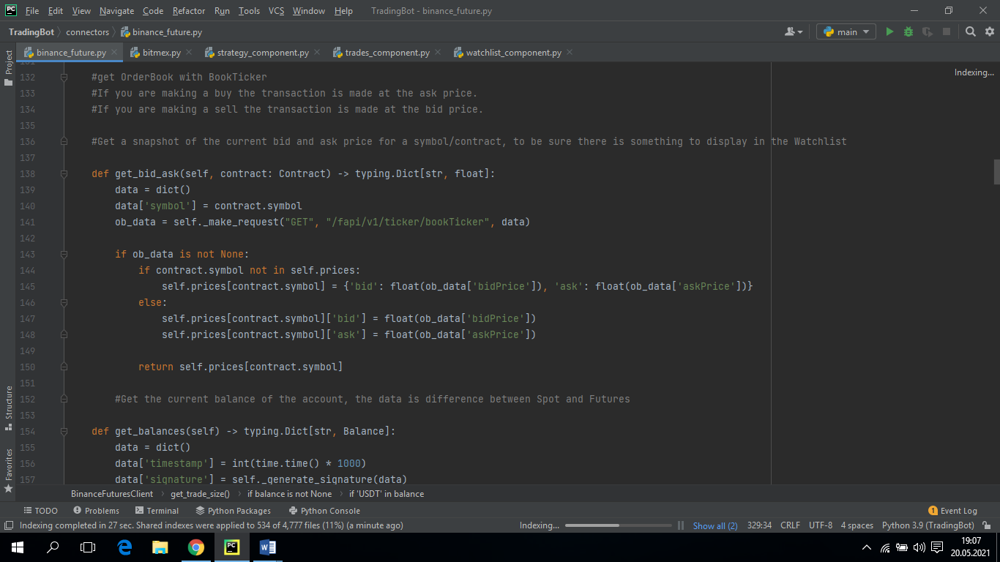 PC File Edit View Navigate Code Refactor Run Tools VCS Window Help TradingBot - binance_future.py
TradingBot connectors binance_future.py main
binance_future.py bitmex.py strategy_component.py trades_component.py watchlist_component.py
Project
Indexing...
132 #get OrderBook with BookTicker
133 #If you are making a buy the transaction is made at the ask price.
134 #If you are making a sell the transaction is made at the bid price.
135
136 #Get a snapshot of the current bid and ask price for a symbol/contract, to be sure there is something to display in the Watchlist
137
138 def get_bid_ask(self, contract: Contract) -> typing.Dict[str, float]:
139 data = dict()
140 data['symbol'] = contract.symbol
141 ob_data = self._make_request("GET", "/fapi/v1/ticker/bookTicker", data)
142
143 if ob_data is not None:
144 if contract.symbol not in self.prices:
145 self.prices[contract.symbol] = {'bid': float(ob_data['bidPrice']), 'ask': float(ob_data['askPrice'])}
146 else:
147 self.prices[contract.symbol]['bid'] = float(ob_data['bidPrice'])
148 self.prices[contract.symbol]['ask'] = float(ob_data['askPrice'])
149
150 return self.prices[contract.symbol]
151
152 #Get the current balance of the account, the data is difference between Spot and Futures
153
154 def get_balances(self) -> typing.Dict[str, Balance]:
155 data = dict()
156 data['timestamp'] = int(time.time() * 1000)
157 data['signature'] = self._generate_signature(data)
Structure
Favorites
BinanceFuturesClient get_trade_size() if balance is not None if 'USDT' in balance
TODO Problems Terminal Python Packages Python Console 1 Event Log
Indexing completed in 27 sec. Shared indexes were applied to 534 of 4,777 files (11%) (a minute ago) Indexing... Show all (2) 329:34 CRLF UTF-8 4 spaces Python 3.9 (TradingBot)
PC W 19:07
20.05.2021